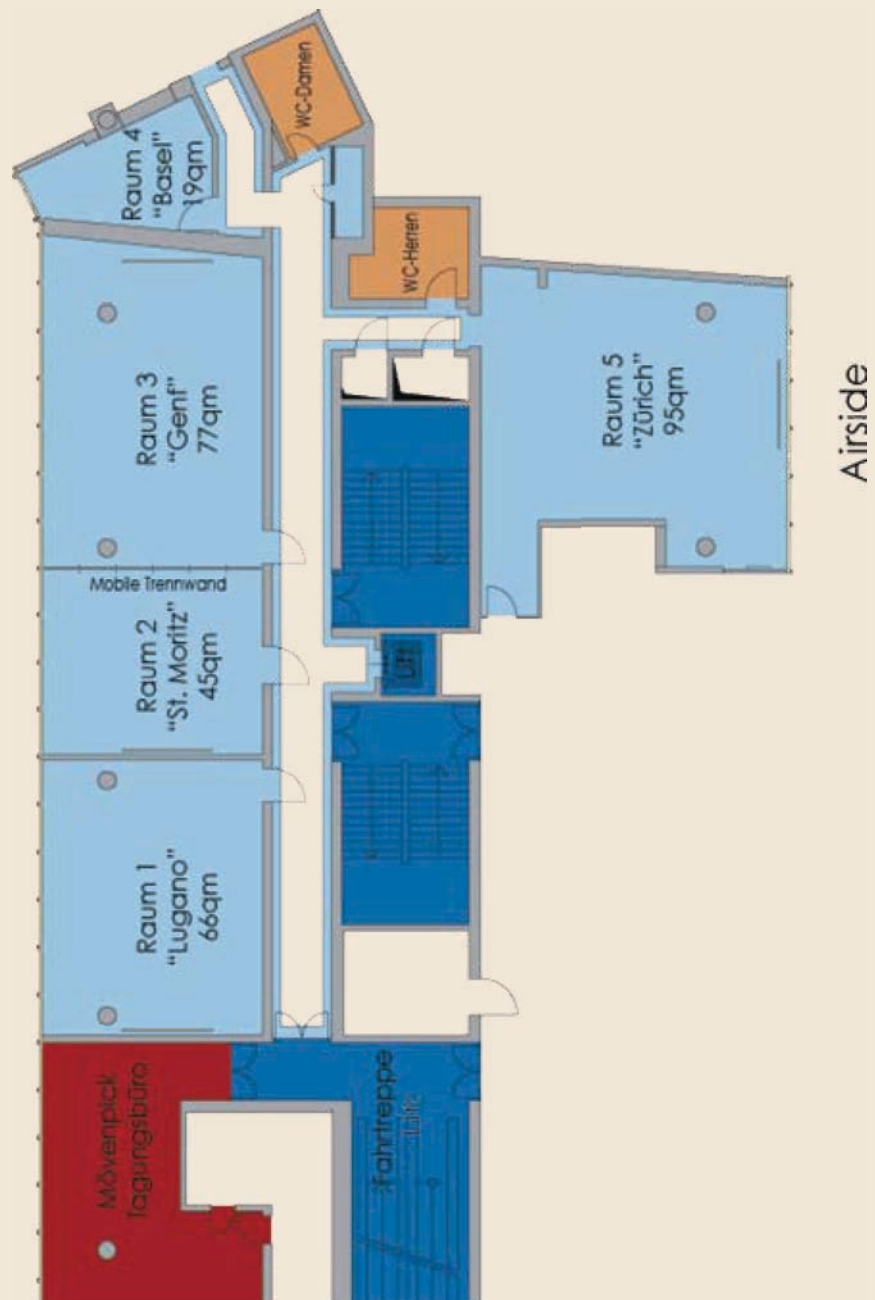 WC-Damen
Raum 4
"Basel"
19qm
WC-Herren
Raum 3
"Genf"
77qm
Raum 5
"Zürich"
95qm
Airside
Mobile Trennwand
Raum 2
"St. Moritz"
45qm
Lift
Raum 1
"Lugano"
66qm
Mövenpick
Tagungsbüro
Fahrtreppe